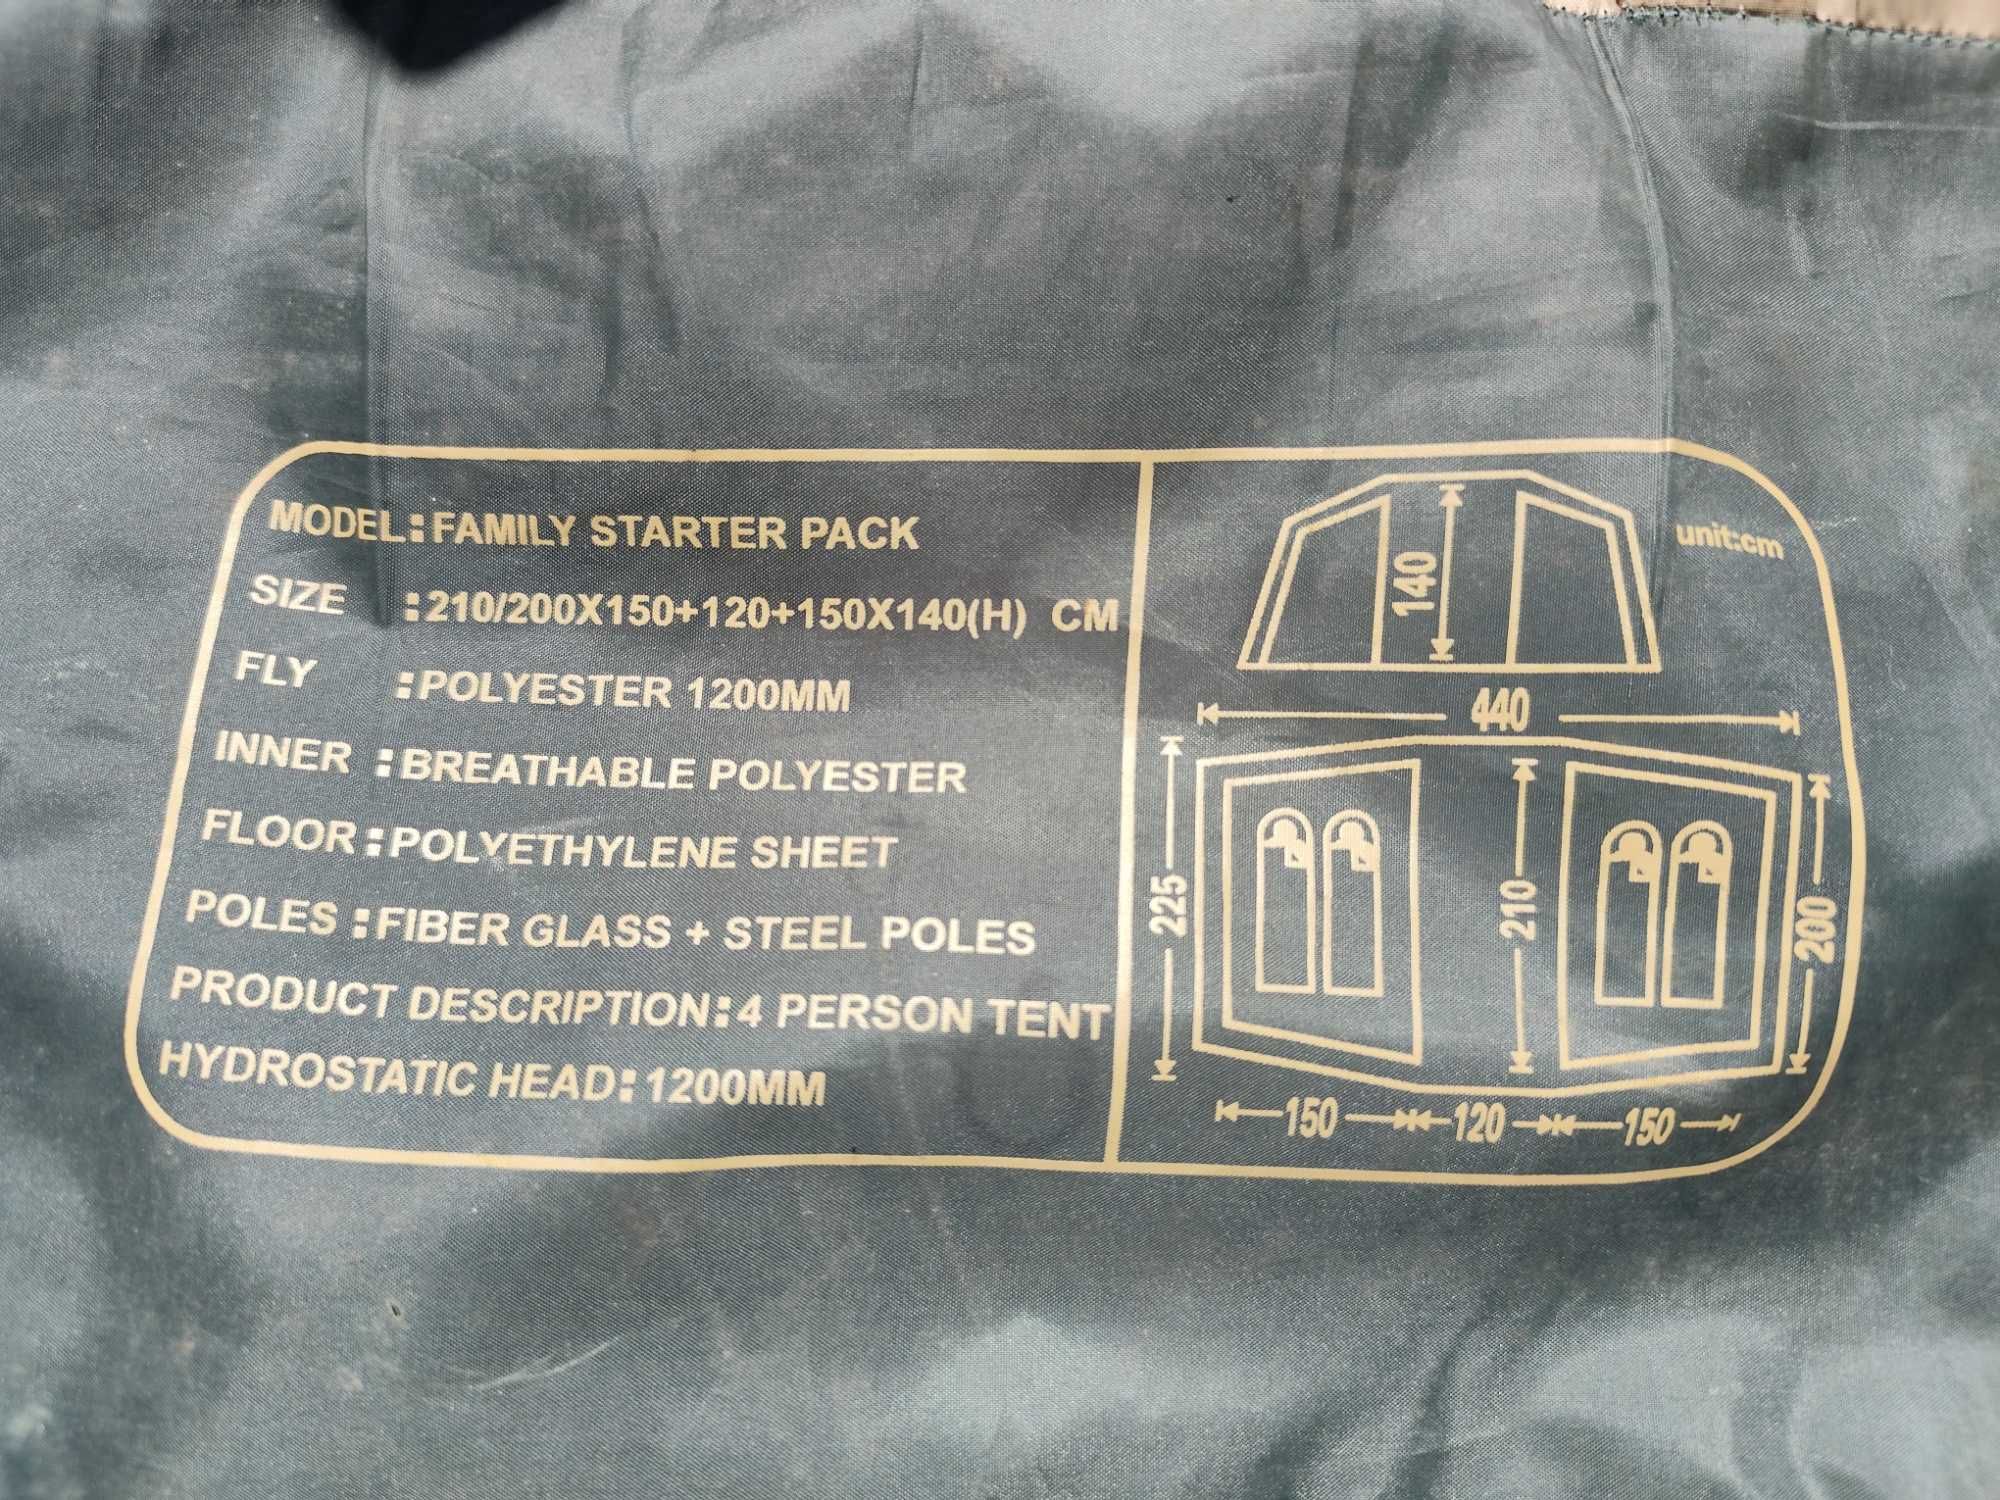 MODEL:FAMILY STARTER PACK
SIZE :210/200X150+120+150X140(H) CM
FLY :POLYESTER 1200MM
INNER :BREATHABLE POLYESTER
FLOOR:POLYETHYLENE SHEET
POLES :FIBER GLASS + STEEL POLES
PRODUCT DESCRIPTION:4 PERSON TENT
HYDROSTATIC HEAD:1200MM
unit:cm
140
440
225
210
200
150
120
150